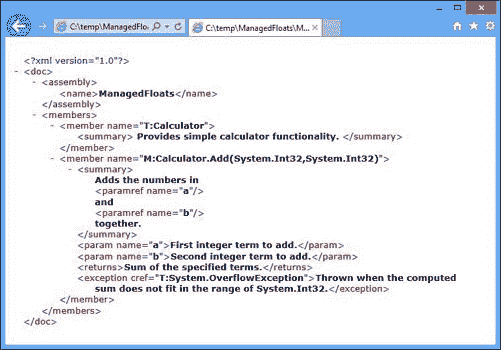 C:\temp\ManagedFlo
C:\temp\ManagedFloats\M...
<?xml version="1.0"?>
- <doc>
- <assembly>
<name>ManagedFloats</name>
</assembly>
- <members>
- <member name="T:Calculator">
<summary> Provides simple calculator functionality. </summary>
</member>
- <member name="M:Calculator.Add(System.Int32,System.Int32)">
- <summary>
Adds the numbers in
<paramref name="a"/>
and
<paramref name="b"/>
together.
</summary>
<param name="a">First integer term to add.</param>
<param name="b">Second integer term to add.</param>
<returns>Sum of the specified terms.</returns>
<exception cref="T:System.OverflowException">Thrown when the computed
sum does not fit in the range of System.Int32.</exception>
</member>
</members>
</doc>